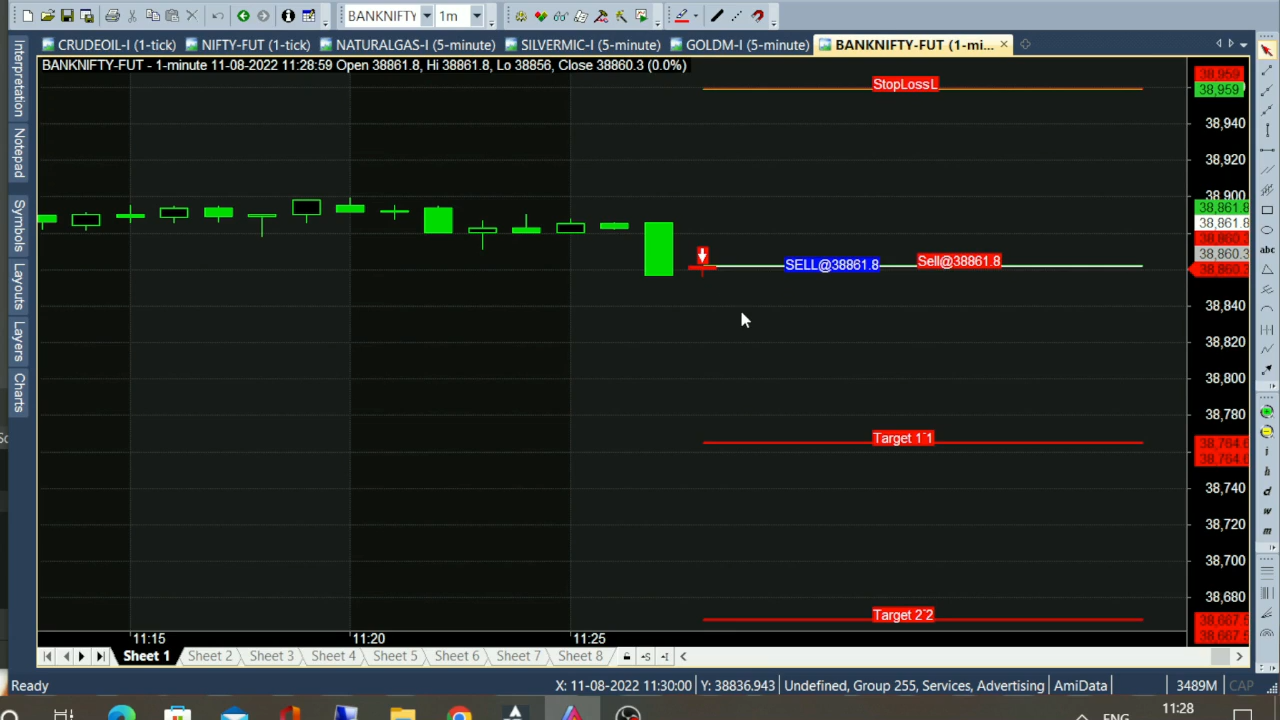 BANKNIFTY 1m
CRUDEOIL-I (1-tick) NIFTY-FUT (1-tick) NATURALGAS-I (5-minute) SILVERMIC-I (5-minute) GOLDM-I (5-minute) BANKNIFTY-FUT (1-mi...
BANKNIFTY-FUT - 1-minute 11-08-2022 11:28:59 Open 38861.8, Hi 38861.8, Lo 38856, Close 38860.3 (0.0%)
Interpretation
Notepad
Symbols
Layouts
Layers
Charts
StopLossL
SELL@38861.8
Sell@38861.8
Target 1
Target 2
38,959
38,959
38,940
38,920
38,900
38,861.8
38,861.8
38,860.3
38,860.3
38,860.3
38,840
38,820
38,800
38,780
38,764.6
38,764.6
38,740
38,720
38,700
38,680
38,667.5
38,667.5
abc
i
h
d
w
m
11:15 11:20 11:25
Sheet 1 Sheet 2 Sheet 3 Sheet 4 Sheet 5 Sheet 6 Sheet 7 Sheet 8
Ready X: 11-08-2022 11:30:00 Y: 38836.943 Undefined, Group 255, Services, Advertising AmiData 3489M CAP
ENG 11:28